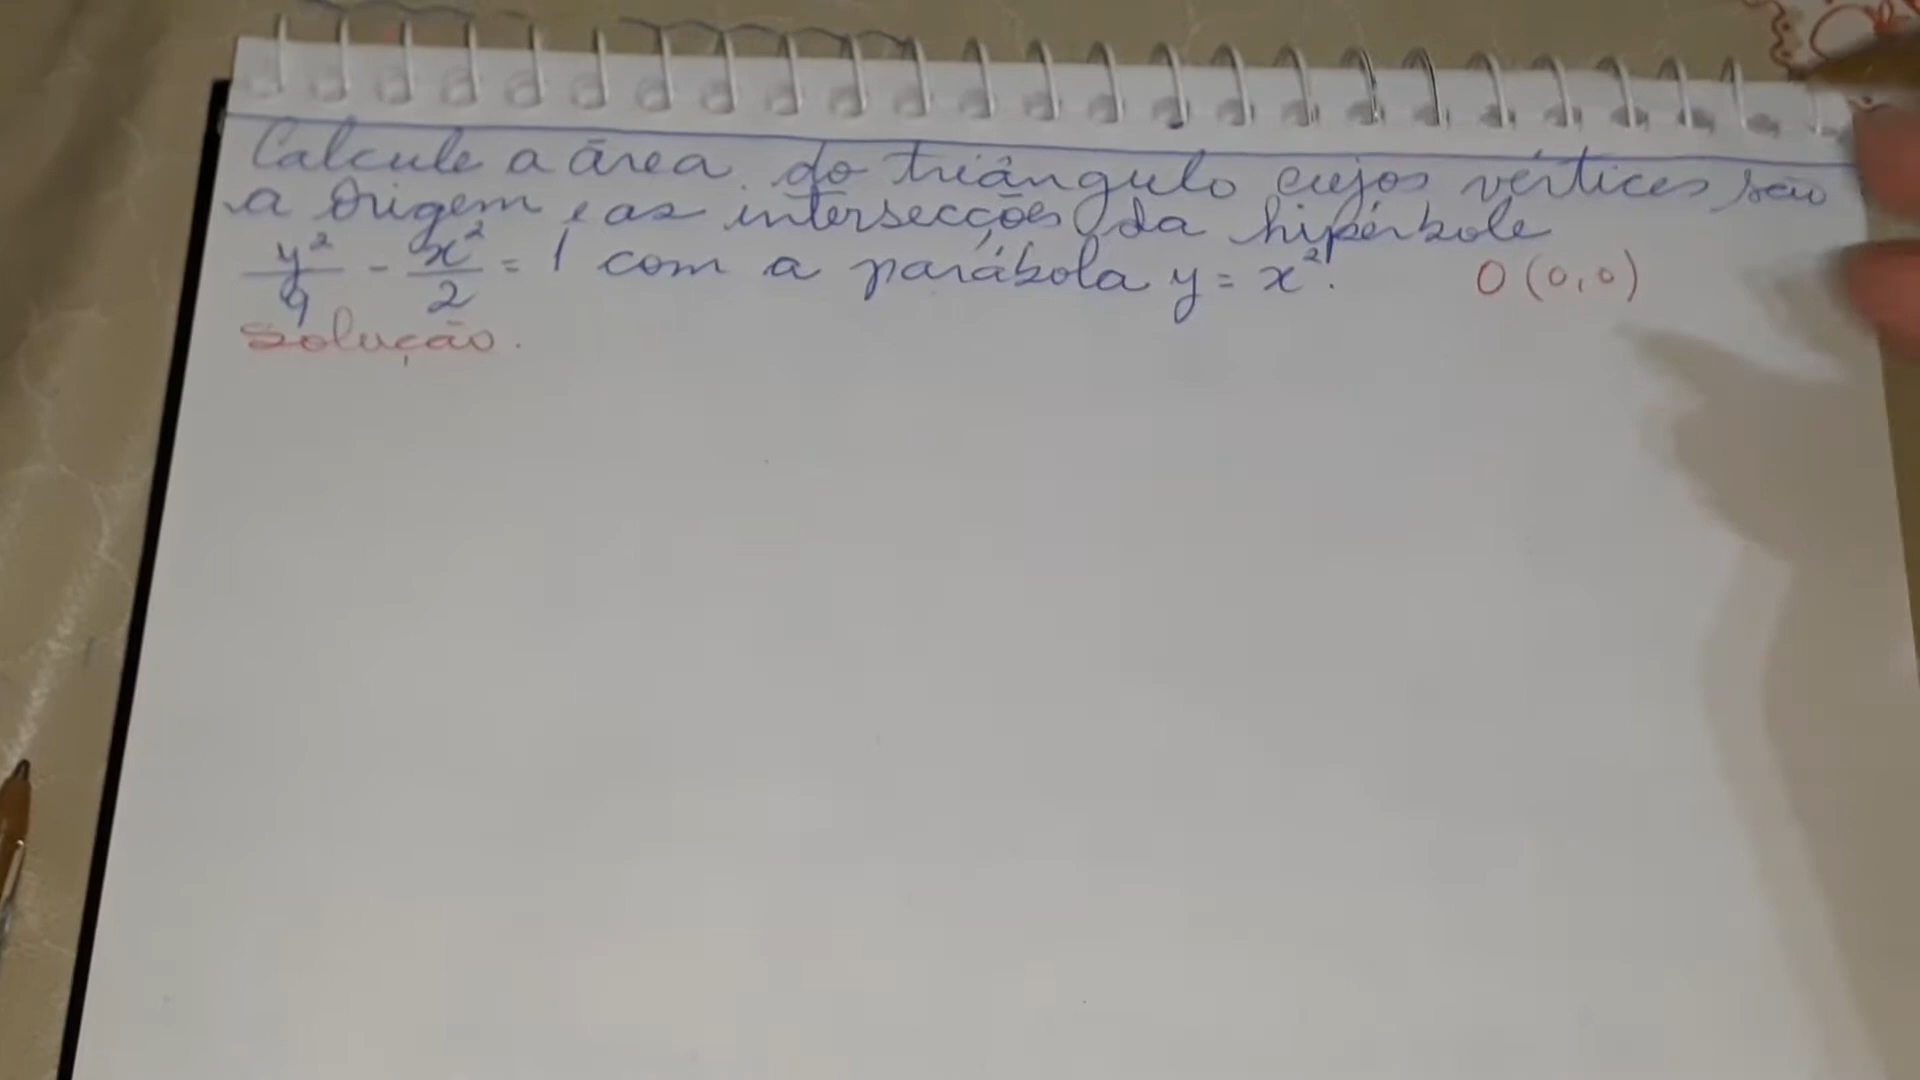 Calcule a área do triângulo cujos vértices são
a origem e as intersecções da hipérbole
y²/9 - x²/2 = 1 com a parábola y = x². O (0,0)
Solução.